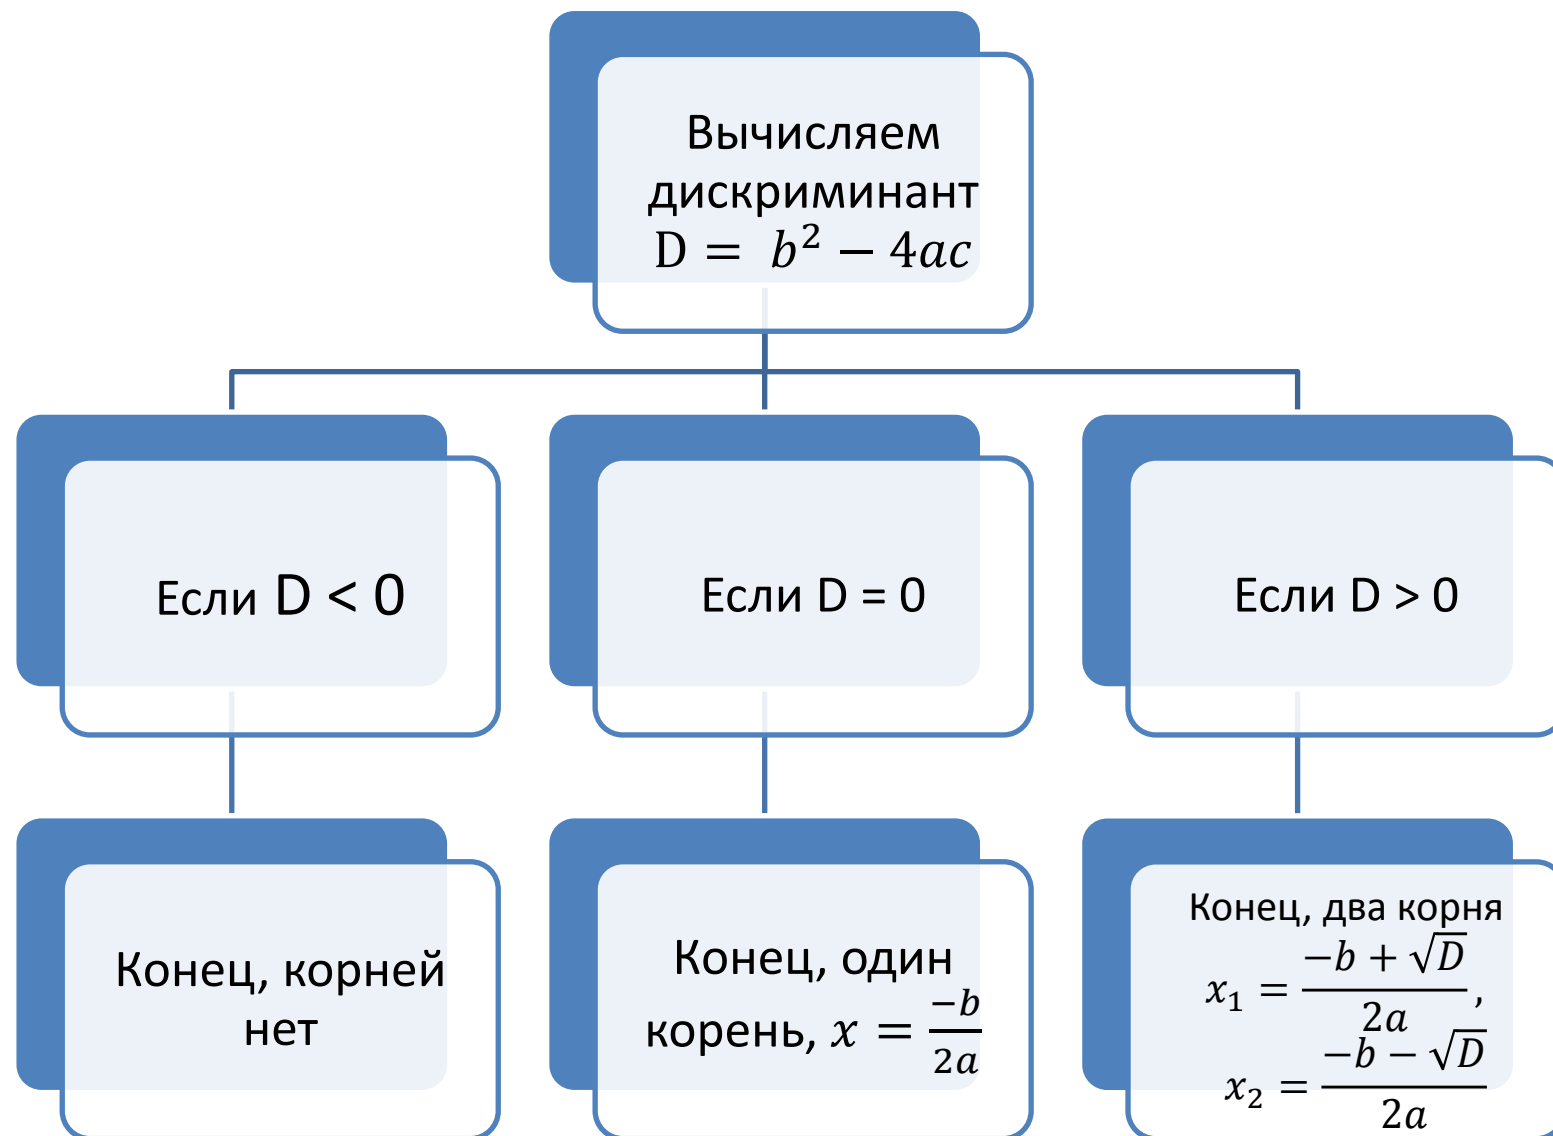 Вычисляем
дискриминант
D = b² − 4ac
Если D < 0
Если D = 0
Если D > 0
Конец, корней
нет
Конец, один
корень, x = −b/2a
Конец, два корня
x₁ = −b + √D/2a,
x₂ = −b − √D/2a